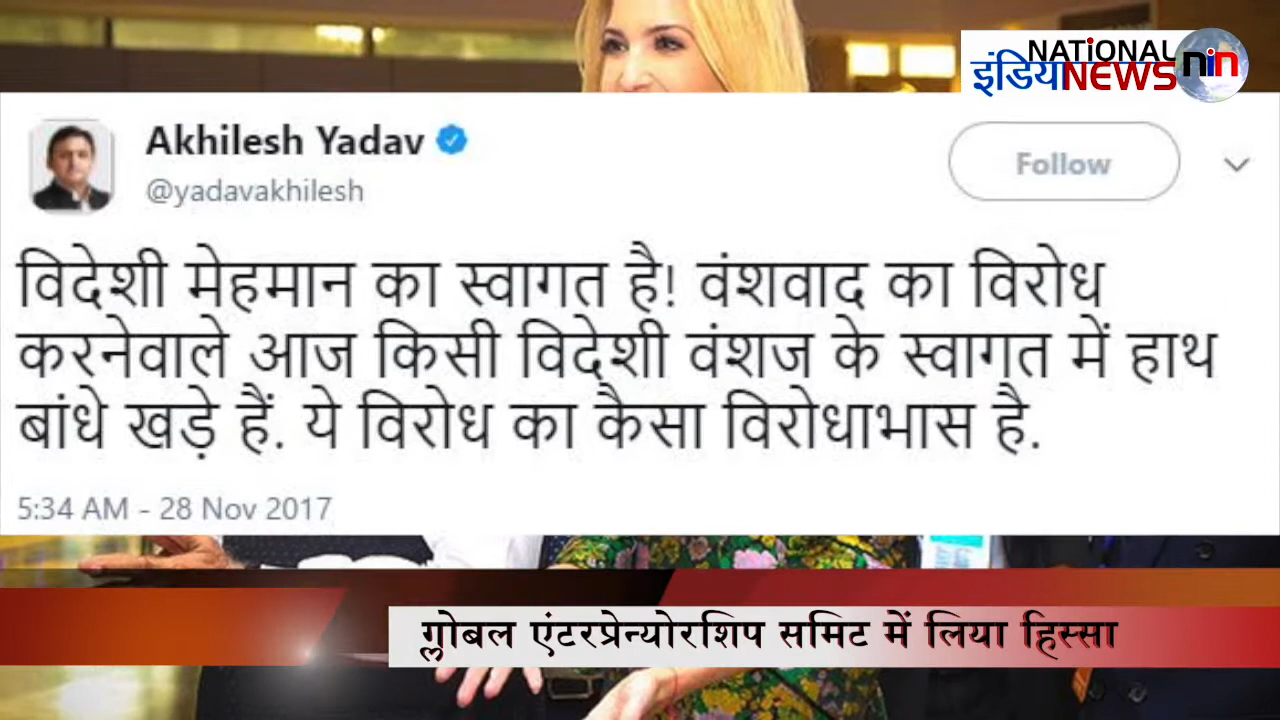 NATiONAL
इंडियाNEWS nin
Akhilesh Yadav
@yadavakhilesh
Follow
विदेशी मेहमान का स्वागत है! वंशवाद का विरोध
करनेवाले आज किसी विदेशी वंशज के स्वागत में हाथ
बांधे खड़े हैं. ये विरोध का कैसा विरोधाभास है.
5:34 AM - 28 Nov 2017
ग्लोबल एंटरप्रेन्योरशिप समिट में लिया हिस्सा